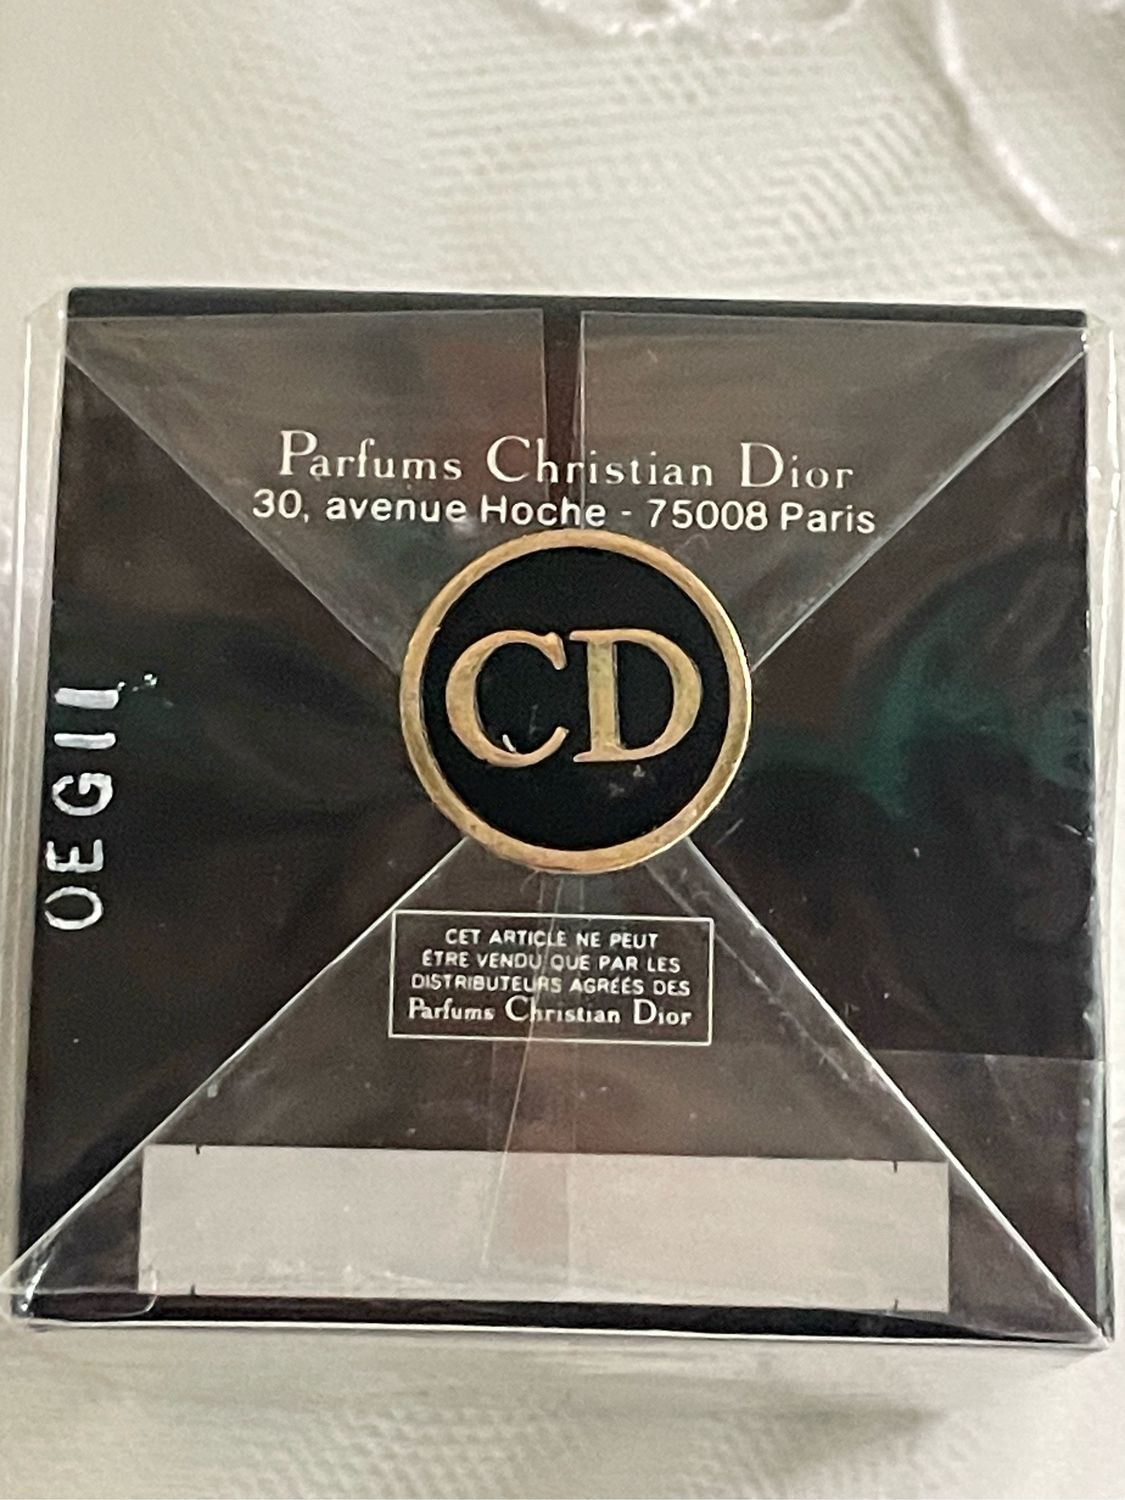 Parfums Christian Dior
30, avenue Hoche - 75008 Paris
CD
OEGII
CET ARTICLE NE PEUT
ÊTRE VENDU QUE PAR LES
DISTRIBUTEURS AGRÉÉS DES
Parfums Christian Dior